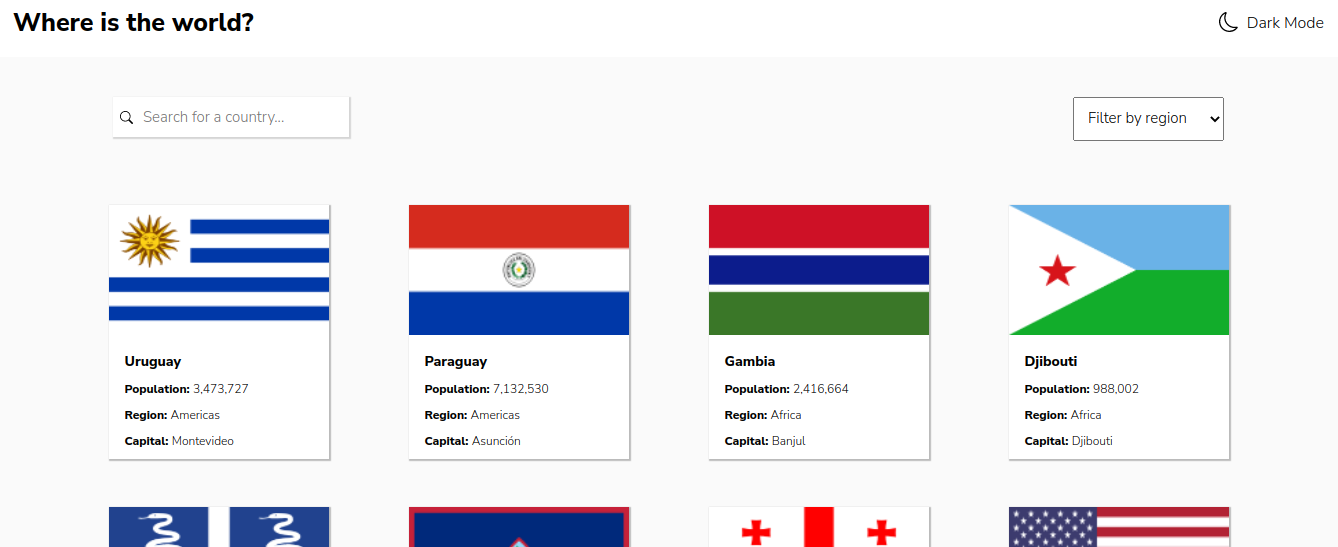 Where is the world?
Dark Mode
Search for a country...
Filter by region
Uruguay
Population: 3,473,727
Region: Americas
Capital: Montevideo
Paraguay
Population: 7,132,530
Region: Americas
Capital: Asunción
Gambia
Population: 2,416,664
Region: Africa
Capital: Banjul
Djibouti
Population: 988,002
Region: Africa
Capital: Djibouti